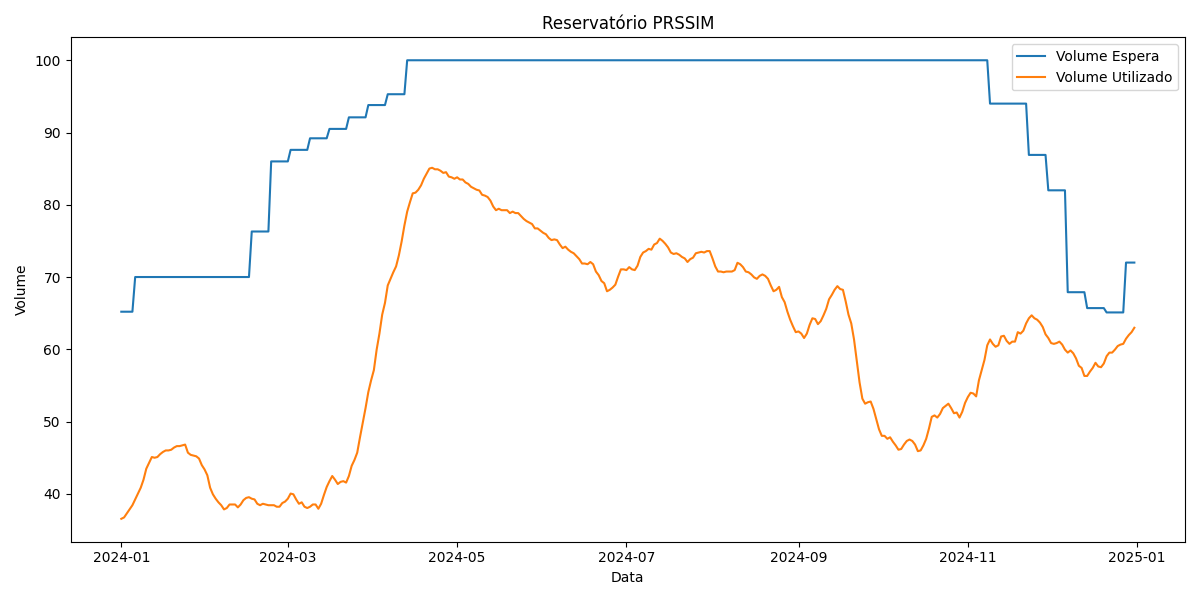 Reservatório PRSSIM
Volume Espera
Volume Utilizado
Volume
100
90
80
70
60
50
40
2024-01
2024-03
2024-05
2024-07
2024-09
2024-11
2025-01
Data